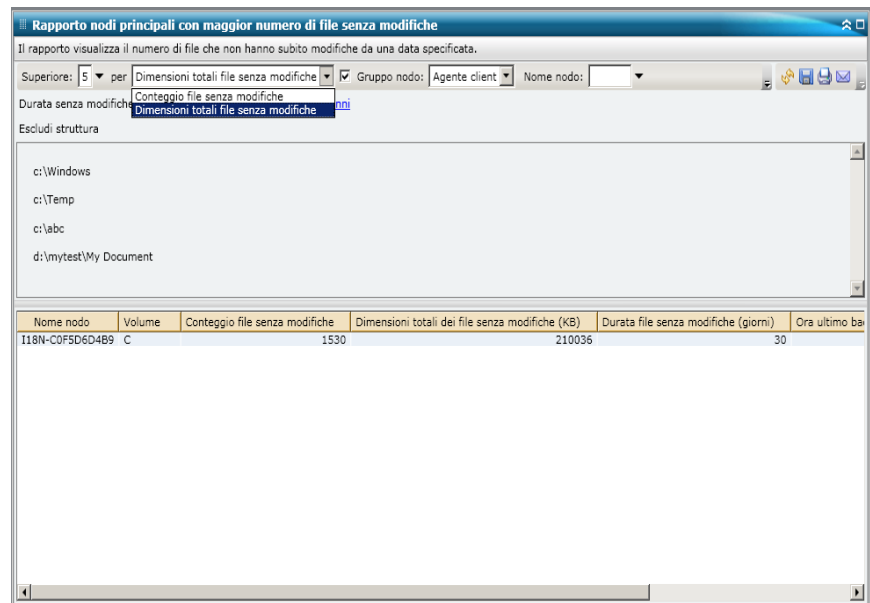 Rapporto nodi principali con maggior numero di file senza modifiche
Il rapporto visualizza il numero di file che non hanno subito modifiche da una data specificata.
Superiore: 5 per Dimensioni totali file senza modifiche Gruppo nodo: Agente client Nome nodo:
Conteggio file senza modifiche
Durata senza modifiche nni
Dimensioni totali file senza modifiche
Escludi struttura
c:\Windows
c:\Temp
c:\abc
d:\mytest\My Document
Nome nodo Volume Conteggio file senza modifiche Dimensioni totali dei file senza modifiche (KB) Durata file senza modifiche (giorni) Ora ultimo ba
I18N-C0F5D6D4B9 C 1530 210036 30